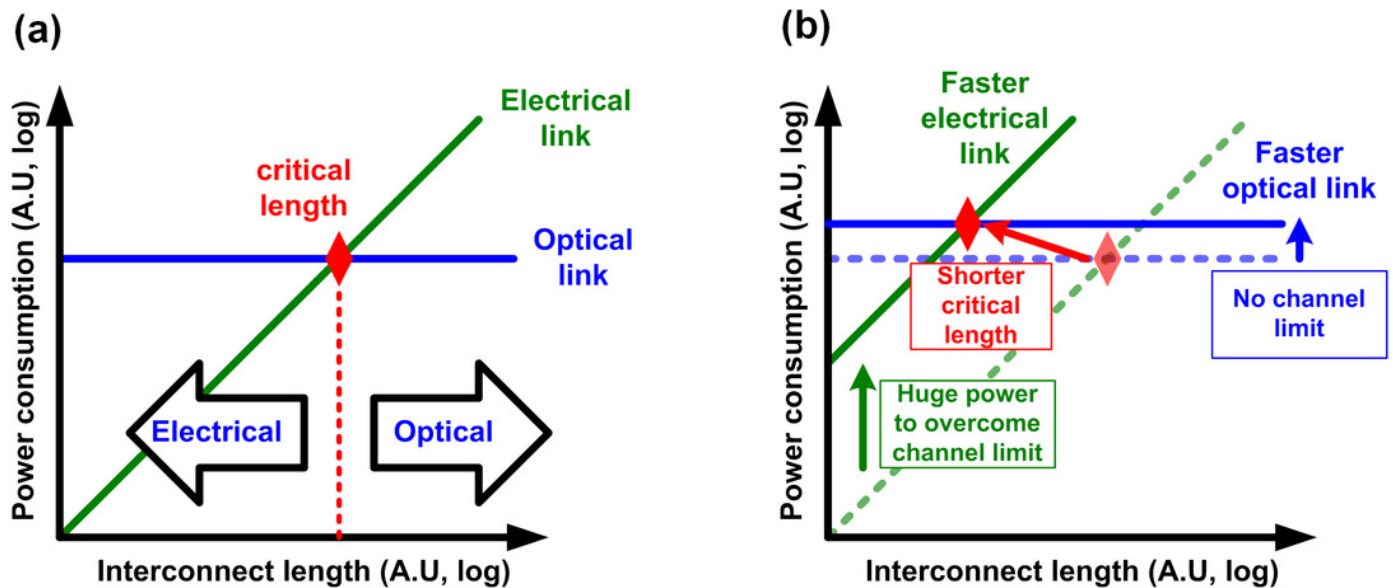 (a)
Power consumption (A.U, log)
Electrical
link
critical
length
Optical
link
Electrical
Optical
Interconnect length (A.U, log)
(b)
Power consumption (A.U, log)
Faster
electrical
link
Faster
optical link
Shorter
critical
length
No channel
limit
Huge power
to overcome
channel limit
Interconnect length (A.U, log)